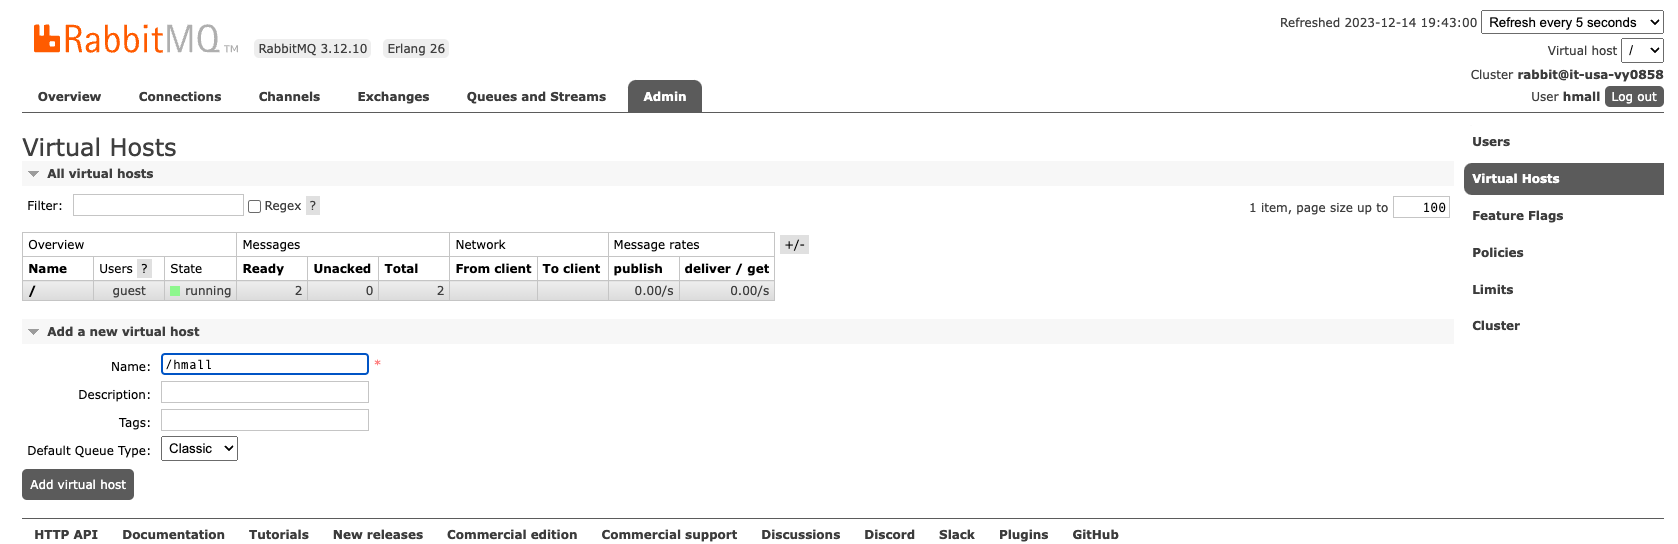 Refreshed 2023-12-14 19:43:00 Refresh every 5 seconds
RabbitMQ TM RabbitMQ 3.12.10 Erlang 26
Virtual host /
Cluster rabbit@it-usa-vy0858
User hmall Log out
Overview Connections Channels Exchanges Queues and Streams Admin
Virtual Hosts
Users
Virtual Hosts
Feature Flags
Policies
Limits
Cluster
All virtual hosts
Filter: Regex ? 1 item, page size up to 100
Overview Messages Network Message rates +/-
Name Users ? State Ready Unacked Total From client To client publish deliver / get
/ guest running 2 0 2 0.00/s 0.00/s
Add a new virtual host
Name: /hmall *
Description:
Tags:
Default Queue Type: Classic
Add virtual host
HTTP API Documentation Tutorials New releases Commercial edition Commercial support Discussions Discord Slack Plugins GitHub